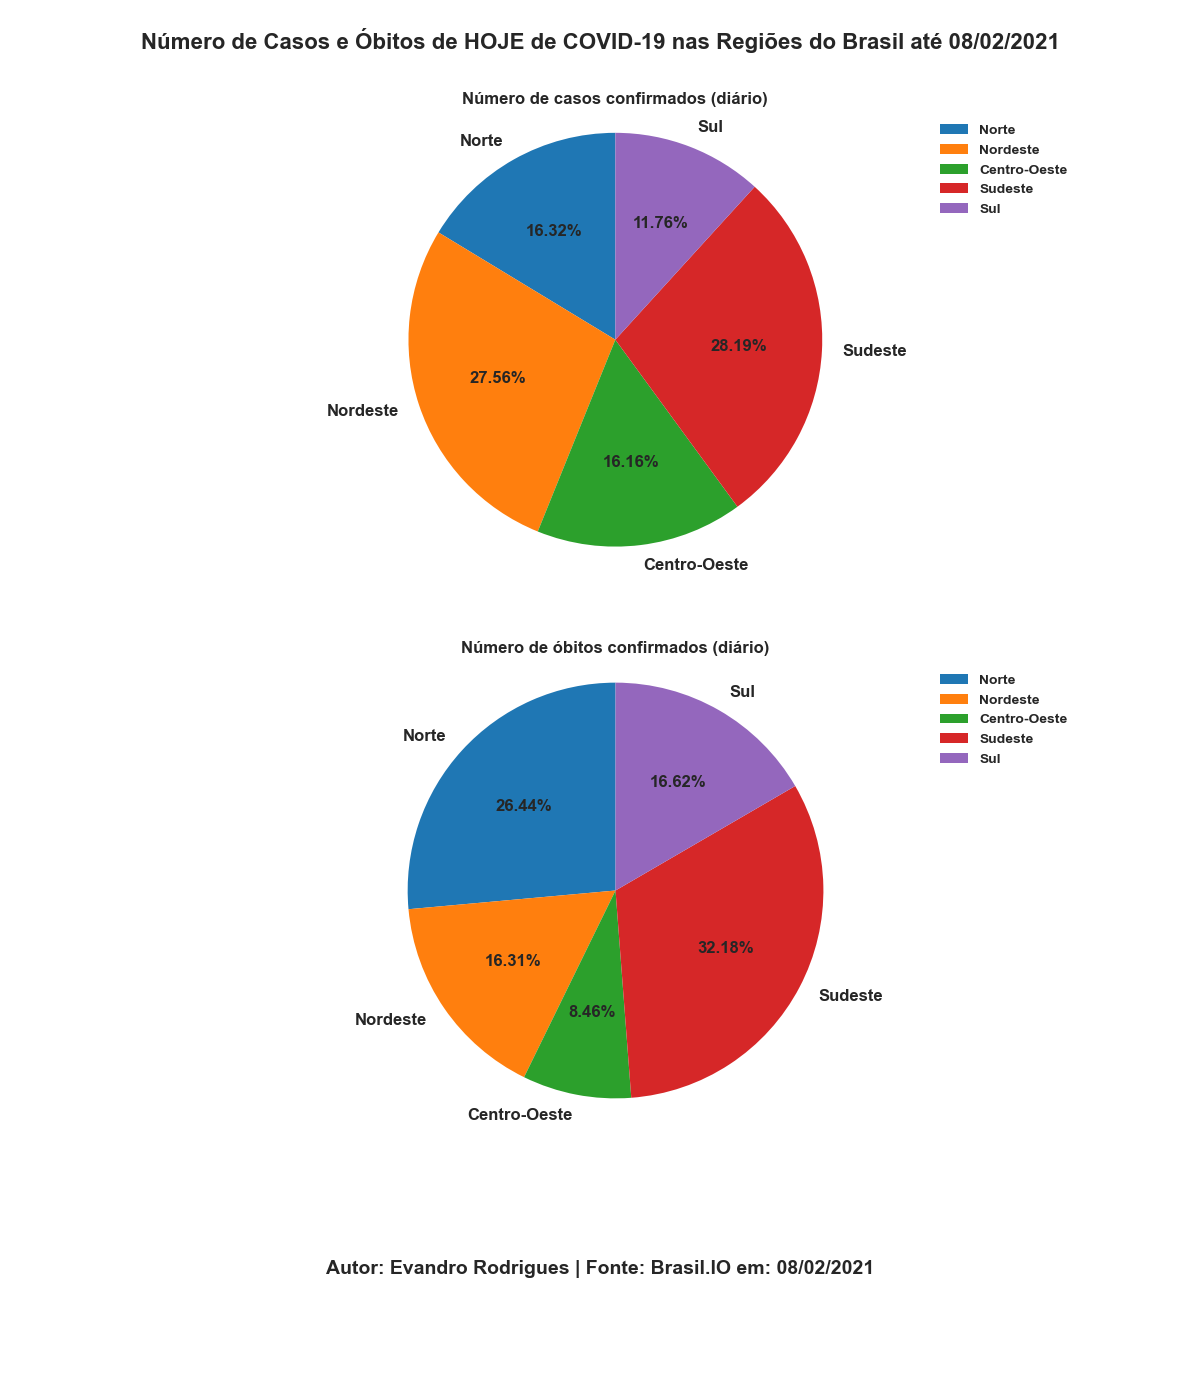 Número de Casos e Óbitos de HOJE de COVID-19 nas Regiões do Brasil até 08/02/2021
Número de casos confirmados (diário)
Norte
Sul
Norte
Nordeste
Centro-Oeste
Sudeste
Sul
16.32%
11.76%
Sudeste
28.19%
27.56%
Nordeste
16.16%
Centro-Oeste
Número de óbitos confirmados (diário)
Norte
Sul
Norte
Nordeste
Centro-Oeste
Sudeste
Sul
26.44%
16.62%
32.18%
16.31%
Sudeste
Nordeste
8.46%
Centro-Oeste
Autor: Evandro Rodrigues | Fonte: Brasil.IO em: 08/02/2021